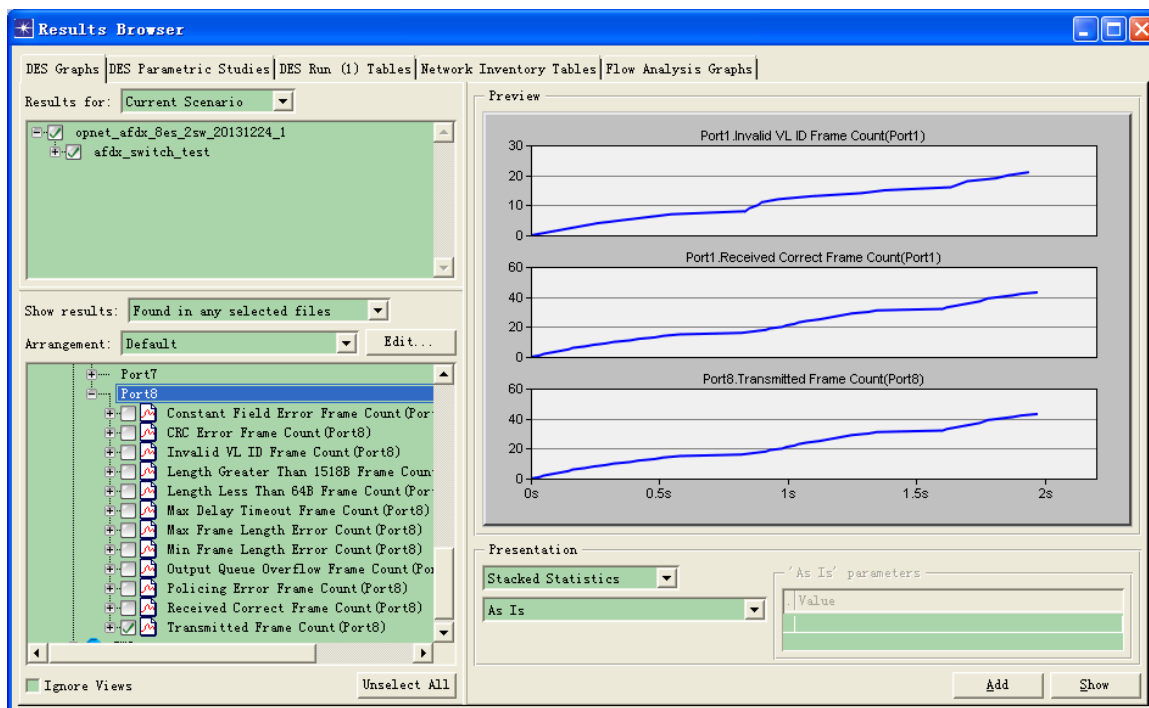 Results Browser
DES Graphs DES Parametric Studies DES Run (1) Tables Network Inventory Tables Flow Analysis Graphs
Results for: Current Scenario
opnet_afdx_8es_2sw_20131224_1
afdx_switch_test
Show results: Found in any selected files
Arrangement: Default Edit...
Port7
Port8
Constant Field Error Frame Count(Por
CRC Error Frame Count(Port8)
Invalid VL ID Frame Count(Port8)
Length Greater Than 1518B Frame Coun
Length Less Than 64B Frame Count(Por
Max Delay Timeout Frame Count(Port8)
Max Frame Length Error Count(Port8)
Min Frame Length Error Count(Port8)
Output Queue Overflow Frame Count(Po
Policing Error Frame Count(Port8)
Received Correct Frame Count(Port8)
Transmitted Frame Count(Port8)
Ignore Views Unselect All
Preview
Port1.Invalid VL ID Frame Count(Port1)
30
20
10
0
Port1.Received Correct Frame Count(Port1)
60
40
20
0
Port8.Transmitted Frame Count(Port8)
60
40
20
0
0s 0.5s 1s 1.5s 2s
Presentation
Stacked Statistics
As Is
'As Is' parameters
. Value
Add Show